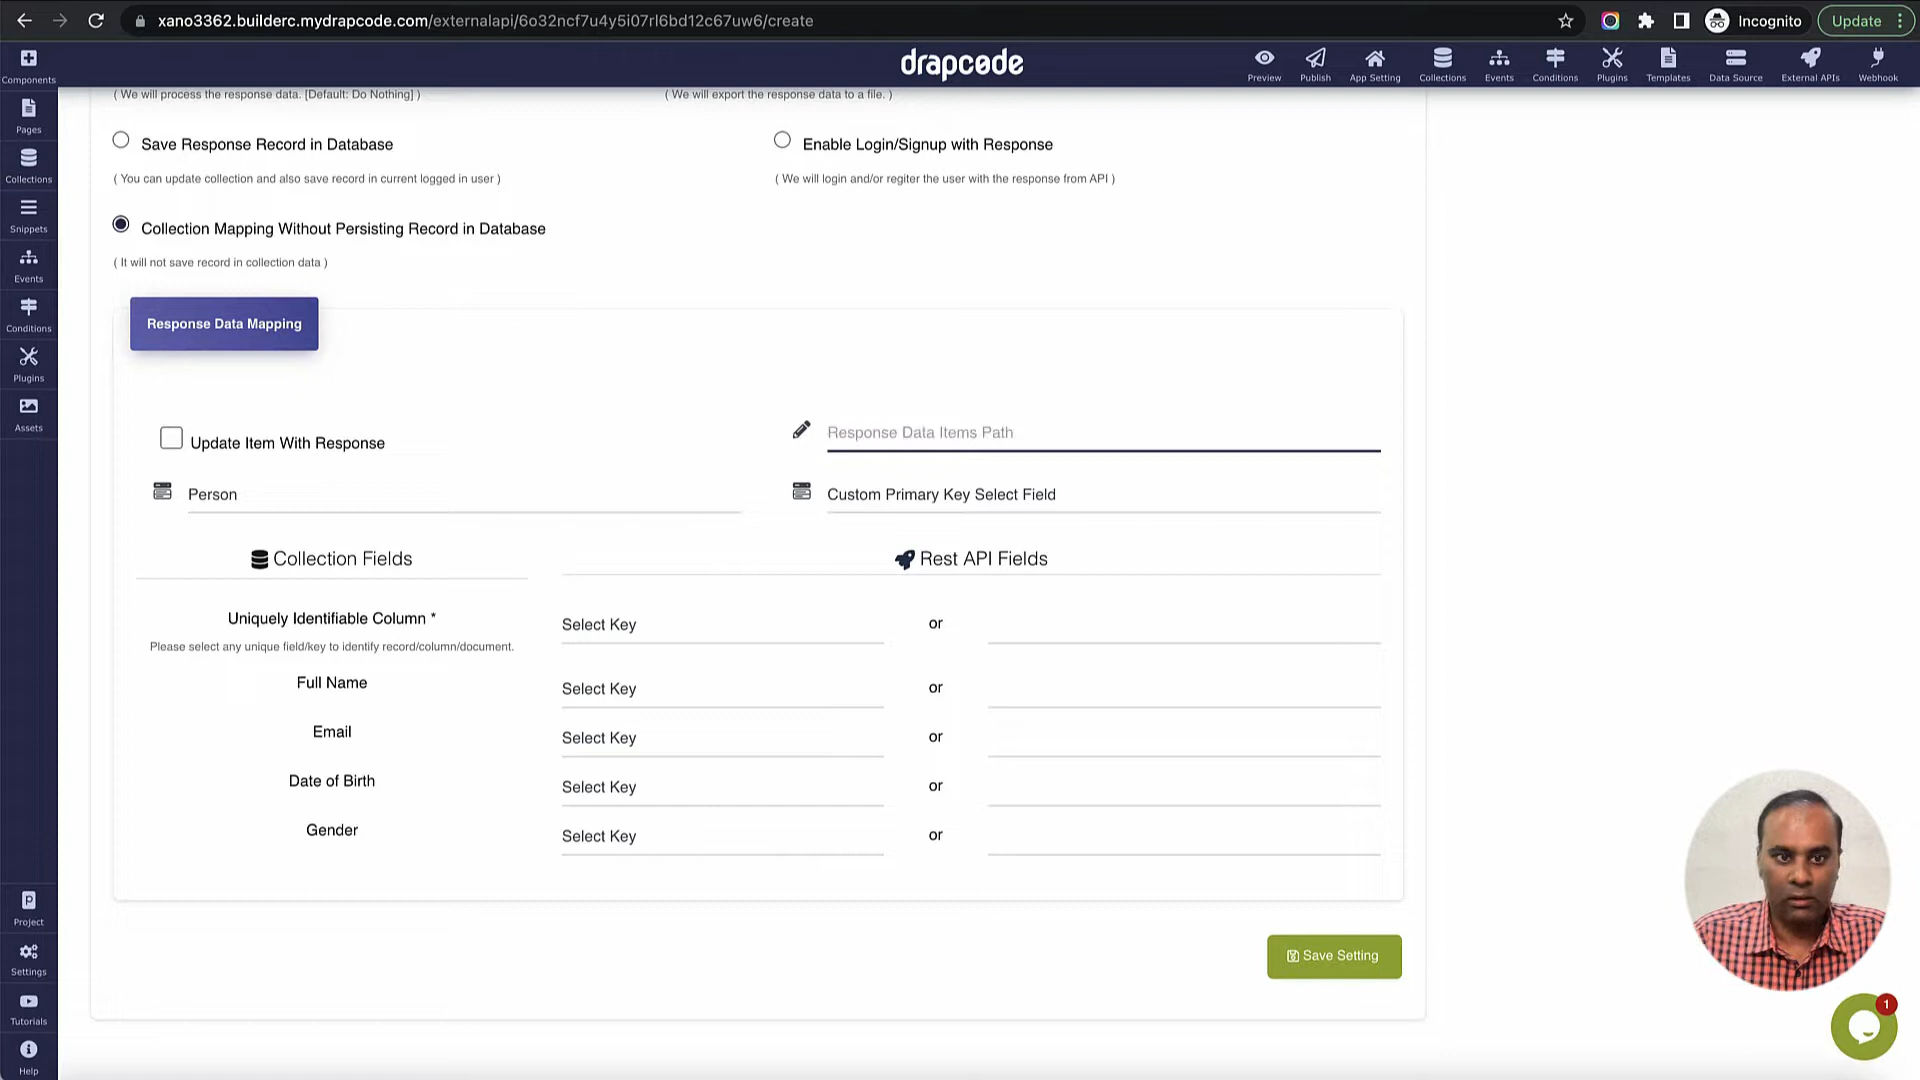 xano3362.builderc.mydrapcode.com/externalapi/6o32ncf7u4y5i07rl6bd12c67uw6/create
Incognito
Update
drapcode
Preview
Publish
App Setting
Collections
Events
Conditions
Plugins
Templates
Data Source
External APIs
Webhook
Components
Pages
Collections
Snippets
Events
Conditions
Plugins
Assets
Project
Settings
Tutorials
Help
( We will process the response data. [Default: Do Nothing] )
( We will export the response data to a file. )
Save Response Record in Database
( You can update collection and also save record in current logged in user )
Enable Login/Signup with Response
( We will login and/or regiter the user with the response from API )
Collection Mapping Without Persisting Record in Database
( It will not save record in collection data )
Response Data Mapping
Update Item With Response
Response Data Items Path
Person
Custom Primary Key Select Field
Collection Fields
Rest API Fields
Uniquely Identifiable Column *
Please select any unique field/key to identify record/column/document.
Select Key
or
Full Name
Select Key
or
Email
Select Key
or
Date of Birth
Select Key
or
Gender
Select Key
or
Save Setting
1